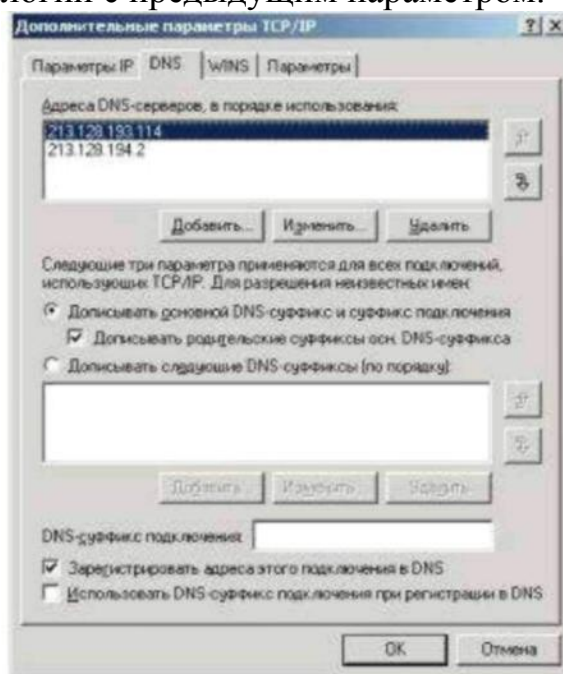 логии с предыдущим параметром.
Дополнительные параметры TCP/IP
Параметры IP DNS WINS Параметры
Адреса DNS-серверов, в порядке использования:
213.128.193.114
213.128.194.2
Добавить... Изменить... Удалить
Следующие три параметра применяются для всех подключений,
использующих TCP/IP. Для разрешения неизвестных имен:
Дописывать основной DNS-суффикс и суффикс подключения
Дописывать родительские суффиксы осн. DNS-суффикса
Дописывать следующие DNS-суффиксы (по порядку):
Добавить... Изменить... Удалить
DNS-суффикс подключения:
Зарегистрировать адреса этого подключения в DNS
Использовать DNS-суффикс подключения при регистрации в DNS
OK Отмена